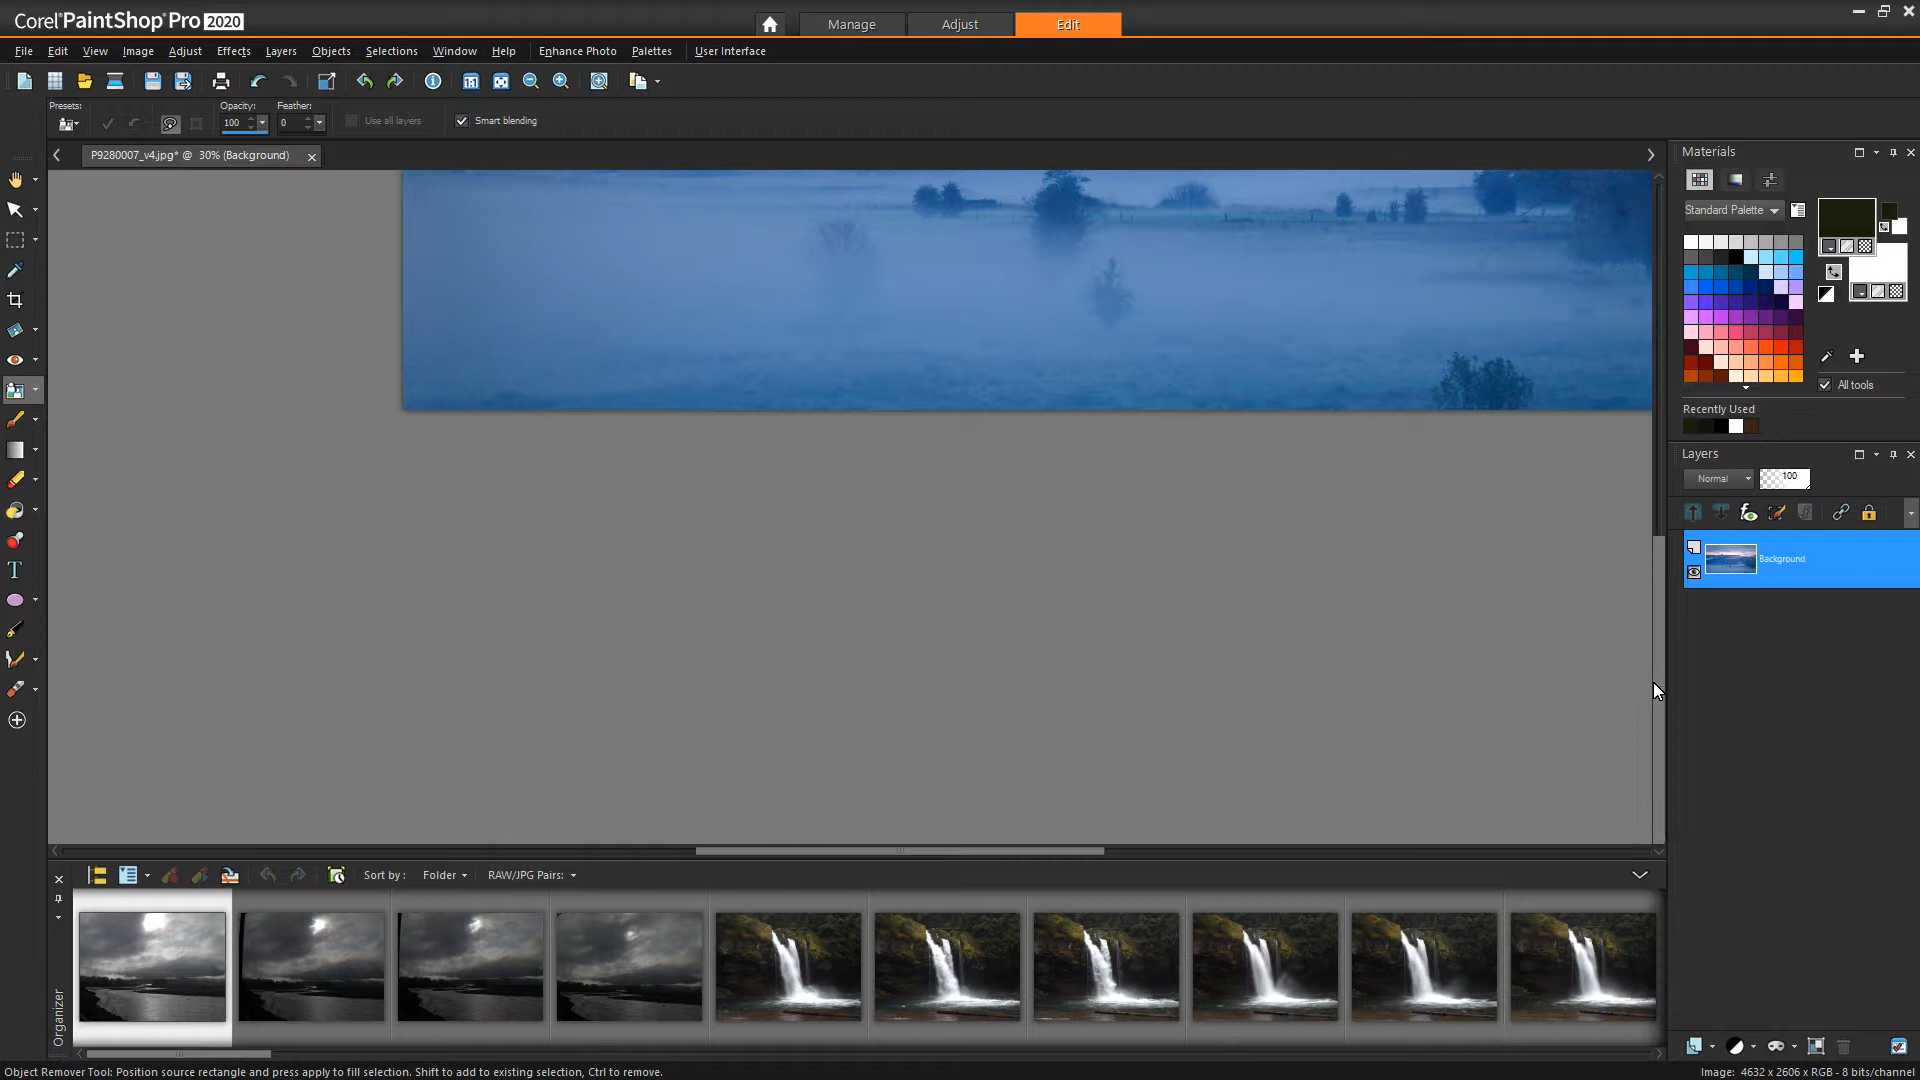 Corel PaintShop Pro 2020
Manage
Adjust
Edit
File
Edit
View
Image
Adjust
Effects
Layers
Objects
Selections
Window
Help
Enhance Photo
Palettes
User Interface
1:1
Presets:
Opacity:
100
Feather:
0
Use all layers
Smart blending
P9280007_v4.jpg* @ 30% (Background)
Materials
Standard Palette
All tools
Recently Used
Layers
Normal
100
Background
Sort by :
Folder
RAW/JPG Pairs:
Organizer
Object Remover Tool: Position source rectangle and press apply to fill selection. Shift to add to existing selection, Ctrl to remove.
Image: 4632 x 2606 x RGB - 8 bits/channel